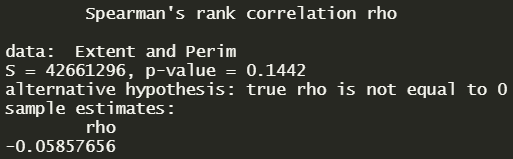 Spearman's rank correlation rho
data: Extent and Perim
S = 42661296, p-value = 0.1442
alternative hypothesis: true rho is not equal to 0
sample estimates:
rho
-0.05857656